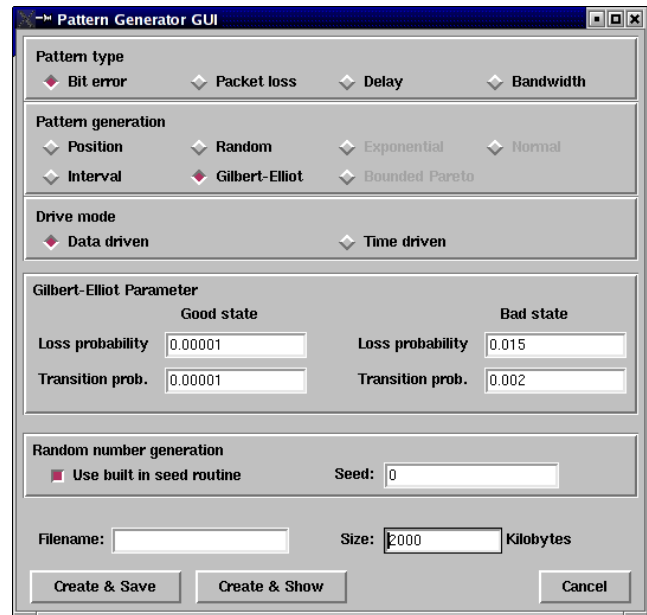 Pattern Generator GUI
Pattern type
Bit error Packet loss Delay Bandwidth
Pattern generation
Position Random Exponential Normal
Interval Gilbert-Elliot Bounded Pareto
Drive mode
Data driven Time driven
Gilbert-Elliot Parameter
Good state Bad state
Loss probability 0.00001 Loss probability 0.015
Transition prob. 0.00001 Transition prob. 0.002
Random number generation
Use built in seed routine Seed: 0
Filename: Size: 2000 Kilobytes
Create & Save Create & Show Cancel